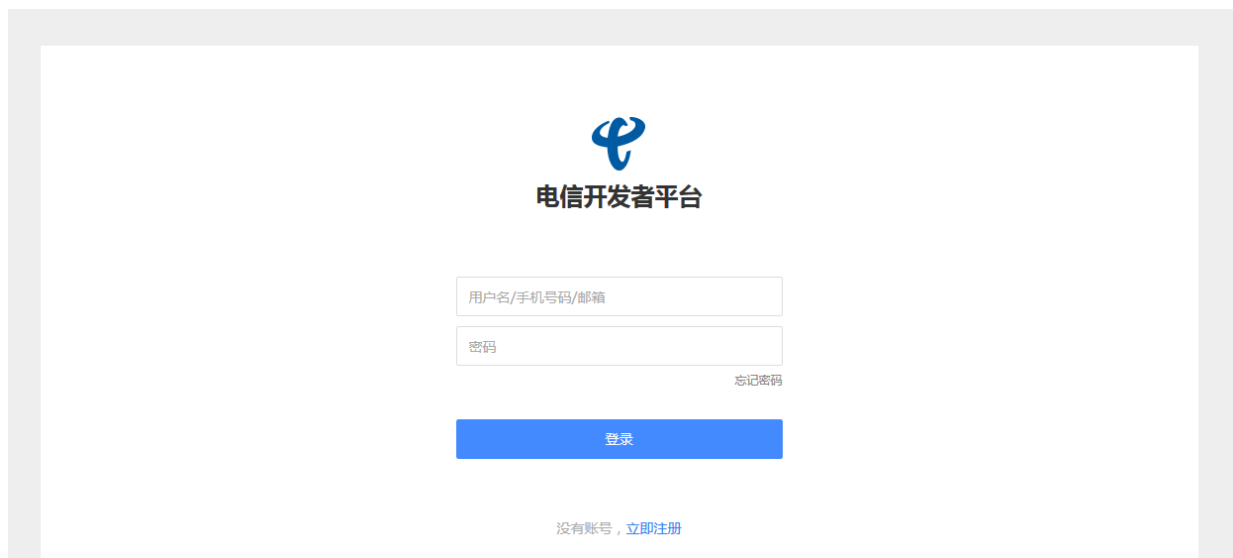 电信开发者平台
用户名/手机号码/邮箱
密码
忘记密码
登录
没有账号，立即注册